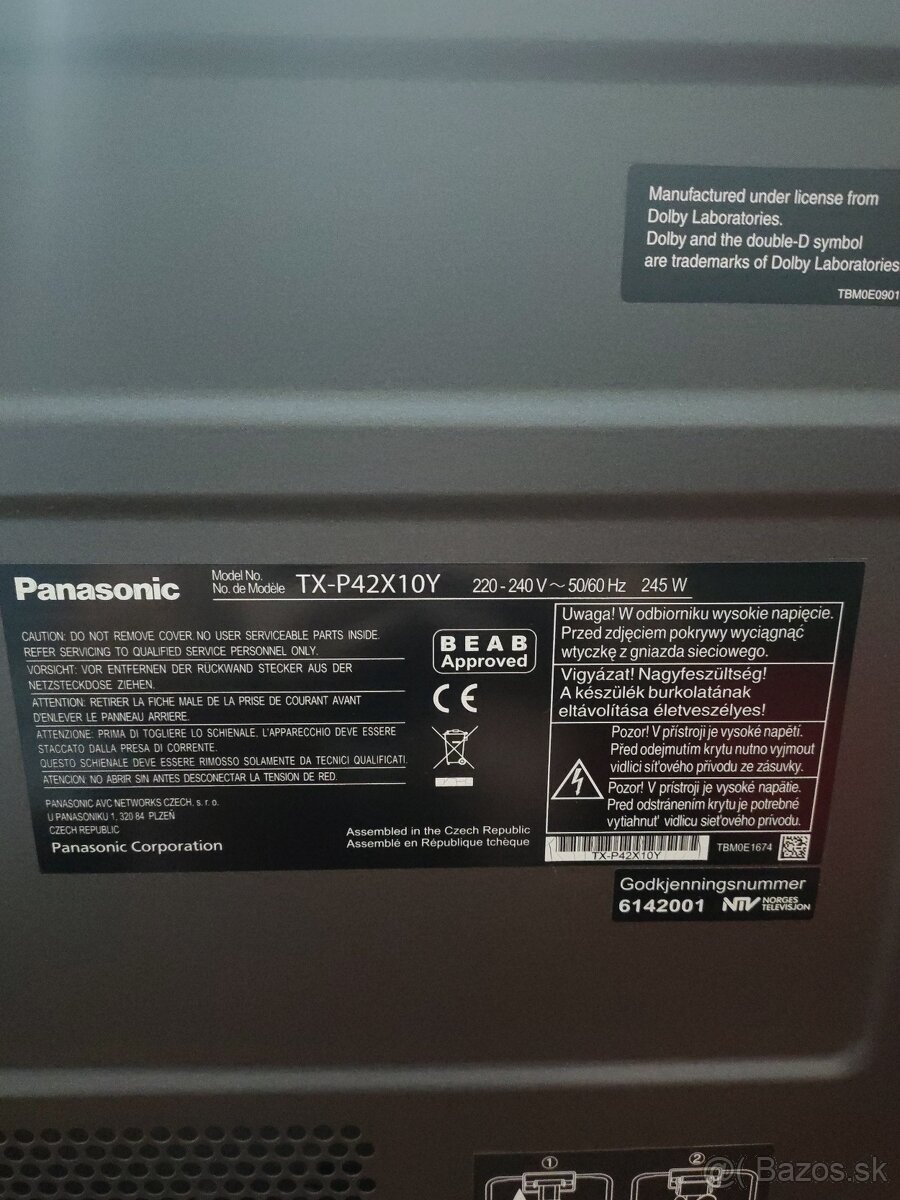 Manufactured under license from
Dolby Laboratories.
Dolby and the double-D symbol
are trademarks of Dolby Laboratories
TBM0E0901
Panasonic
Model No.
No. de Modèle
TX-P42X10Y
220 - 240 V ~ 50/60 Hz 245 W
CAUTION: DO NOT REMOVE COVER. NO USER SERVICEABLE PARTS INSIDE.
REFER SERVICING TO QUALIFIED SERVICE PERSONNEL ONLY.
VORSICHT: VOR ENTFERNEN DER RÜCKWAND STECKER AUS DER
NETZSTECKDOSE ZIEHEN.
ATTENTION: RETIRER LA FICHE MALE DE LA PRISE DE COURANT AVANT
D'ENLEVER LE PANNEAU ARRIERE.
ATTENZIONE: PRIMA DI TOGLIERE LO SCHIENALE, L'APPARECCHIO DEVE ESSERE
STACCATO DALLA PRESA DI CORRENTE.
QUESTO SCHIENALE DEVE ESSERE RIMOSSO SOLAMENTE DA TECNICI QUALIFICATI.
ATENCION: NO ABRIR SIN ANTES DESCONECTAR LA TENSION DE RED.
PANASONIC AVC NETWORKS CZECH, s. r. o.
U PANASONIKU 1, 320 84 PLZEŇ
CZECH REPUBLIC
Panasonic Corporation
BEAB
Approved
CE
Assembled in the Czech Republic
Assemblé en République tchèque
Uwaga! W odbiorniku wysokie napięcie.
Przed zdjęciem pokrywy wyciągnąć
wtyczkę z gniazda sieciowego.
Vigyázat! Nagyfeszültség!
A készülék burkolatának
eltávolítása életveszélyes!
Pozor! V přístroji je vysoké napětí.
Před odejmutím krytu nutno vyjmout
vidlici síťového přívodu ze zásuvky.
Pozor! V prístroji je vysoké napätie.
Pred odstránením krytu je potrebné
vytiahnuť vidlicu sieťového prívodu.
TX-P42X10Y
TBM0E1674
Godkjenningsnummer
6142001 NTV NORGES
TELEVISJON
① ②
@( Bazos.sk